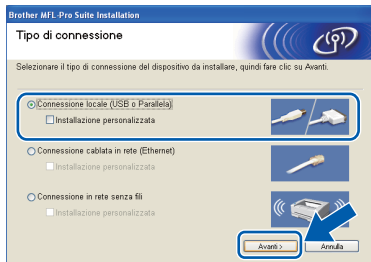 Brother MFL-Pro Suite Installation
Tipo di connessione
Selezionare il tipo di connessione del dispositivo da installare, quindi fare clic su Avanti.
Connessione locale (USB o Parallela)
Installazione personalizzata
Connessione cablata in rete (Ethernet)
Installazione personalizzata
Connessione in rete senza fili
Installazione personalizzata
Avanti >
Annulla